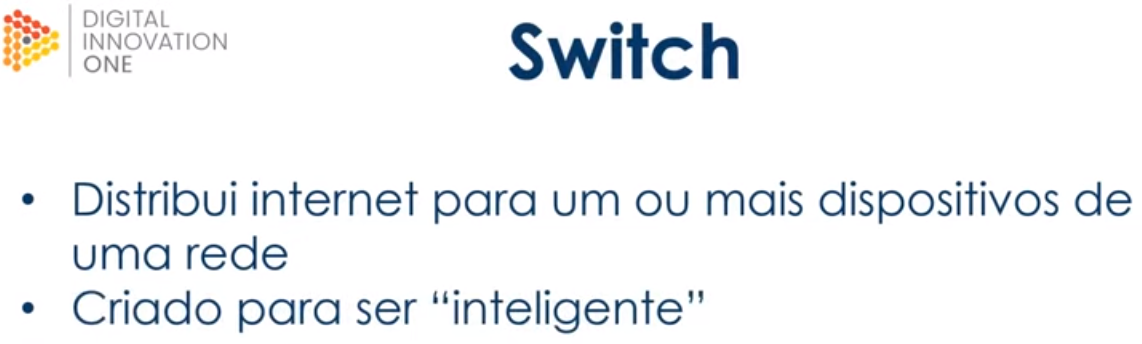 DIGITAL
INNOVATION
ONE
Switch
• Distribui internet para um ou mais dispositivos de
uma rede
• Criado para ser “inteligente”